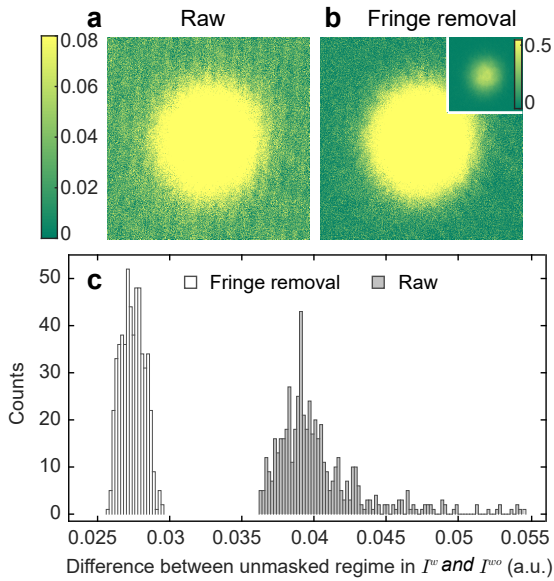 a Raw
b Fringe removal
0.08
0.06
0.04
0.02
0
0.5
0
c
Fringe removal
Raw
50
40
30
20
10
0
Counts
0.025 0.03 0.035 0.04 0.045 0.05 0.055
Difference between unmasked regime in I^w and I^wo (a.u.)